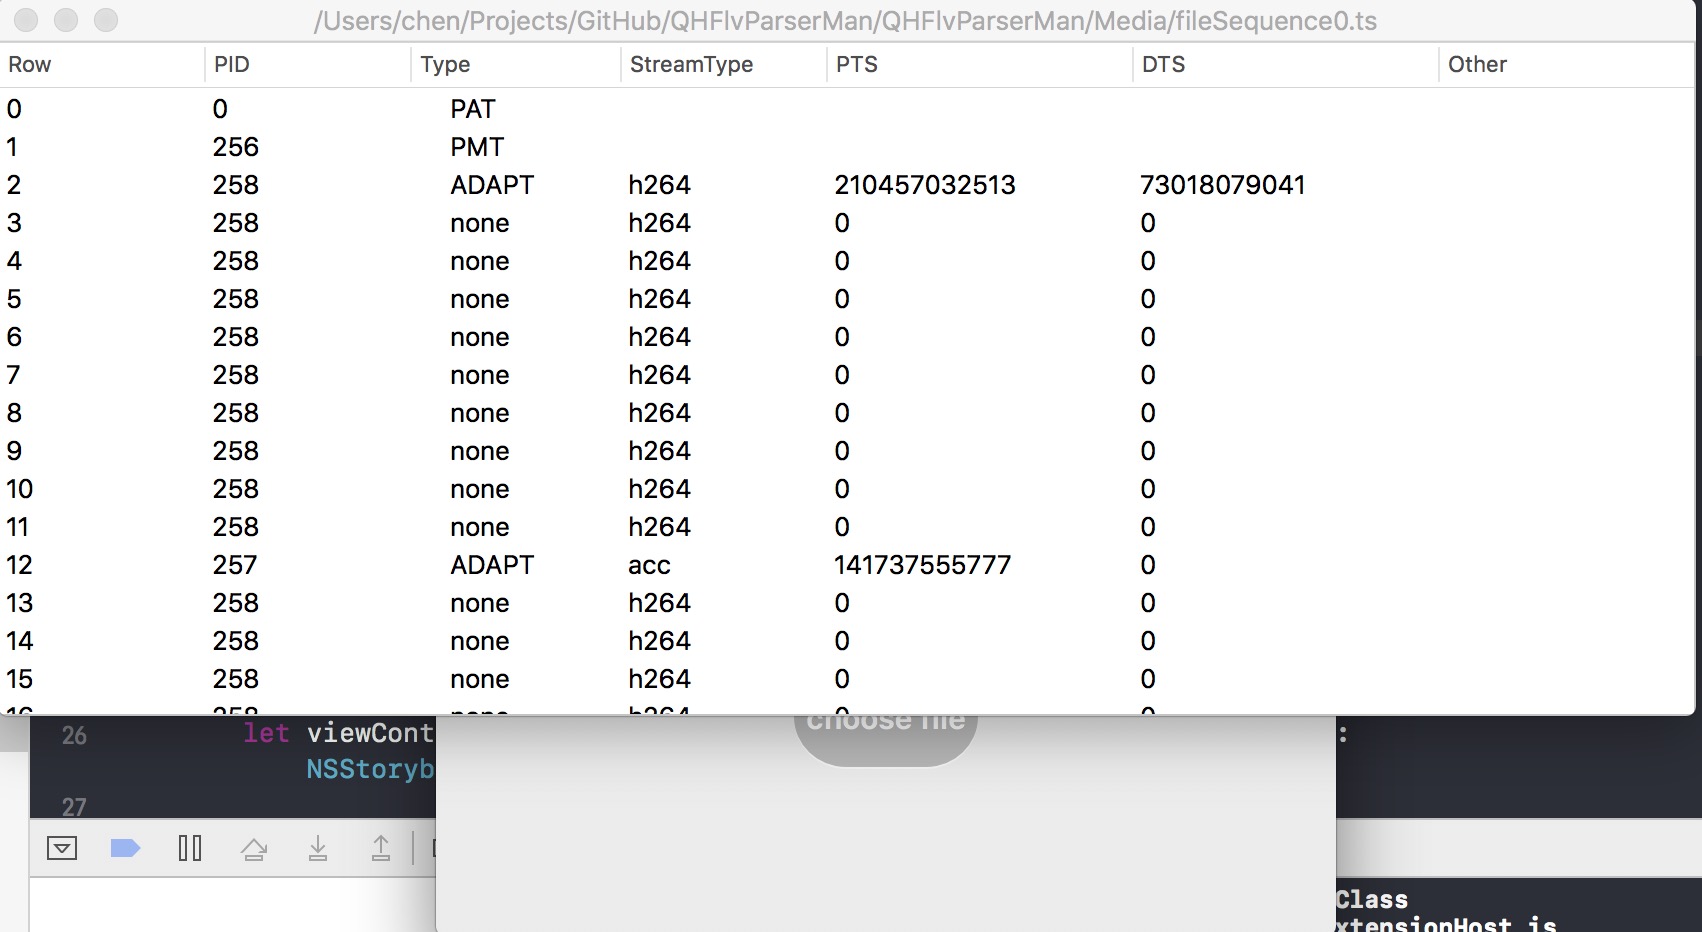 /Users/chen/Projects/GitHub/QHFlvParserMan/QHFlvParserMan/Media/fileSequence0.ts
Row PID Type StreamType PTS DTS Other
0 0 PAT
1 256 PMT
2 258 ADAPT h264 210457032513 73018079041
3 258 none h264 0 0
4 258 none h264 0 0
5 258 none h264 0 0
6 258 none h264 0 0
7 258 none h264 0 0
8 258 none h264 0 0
9 258 none h264 0 0
10 258 none h264 0 0
11 258 none h264 0 0
12 257 ADAPT acc 141737555777 0
13 258 none h264 0 0
14 258 none h264 0 0
15 258 none h264 0 0
16 258 none h264 0 0
choose file
26 let viewCont :
NSStoryb
27
Class
xtensionHost is